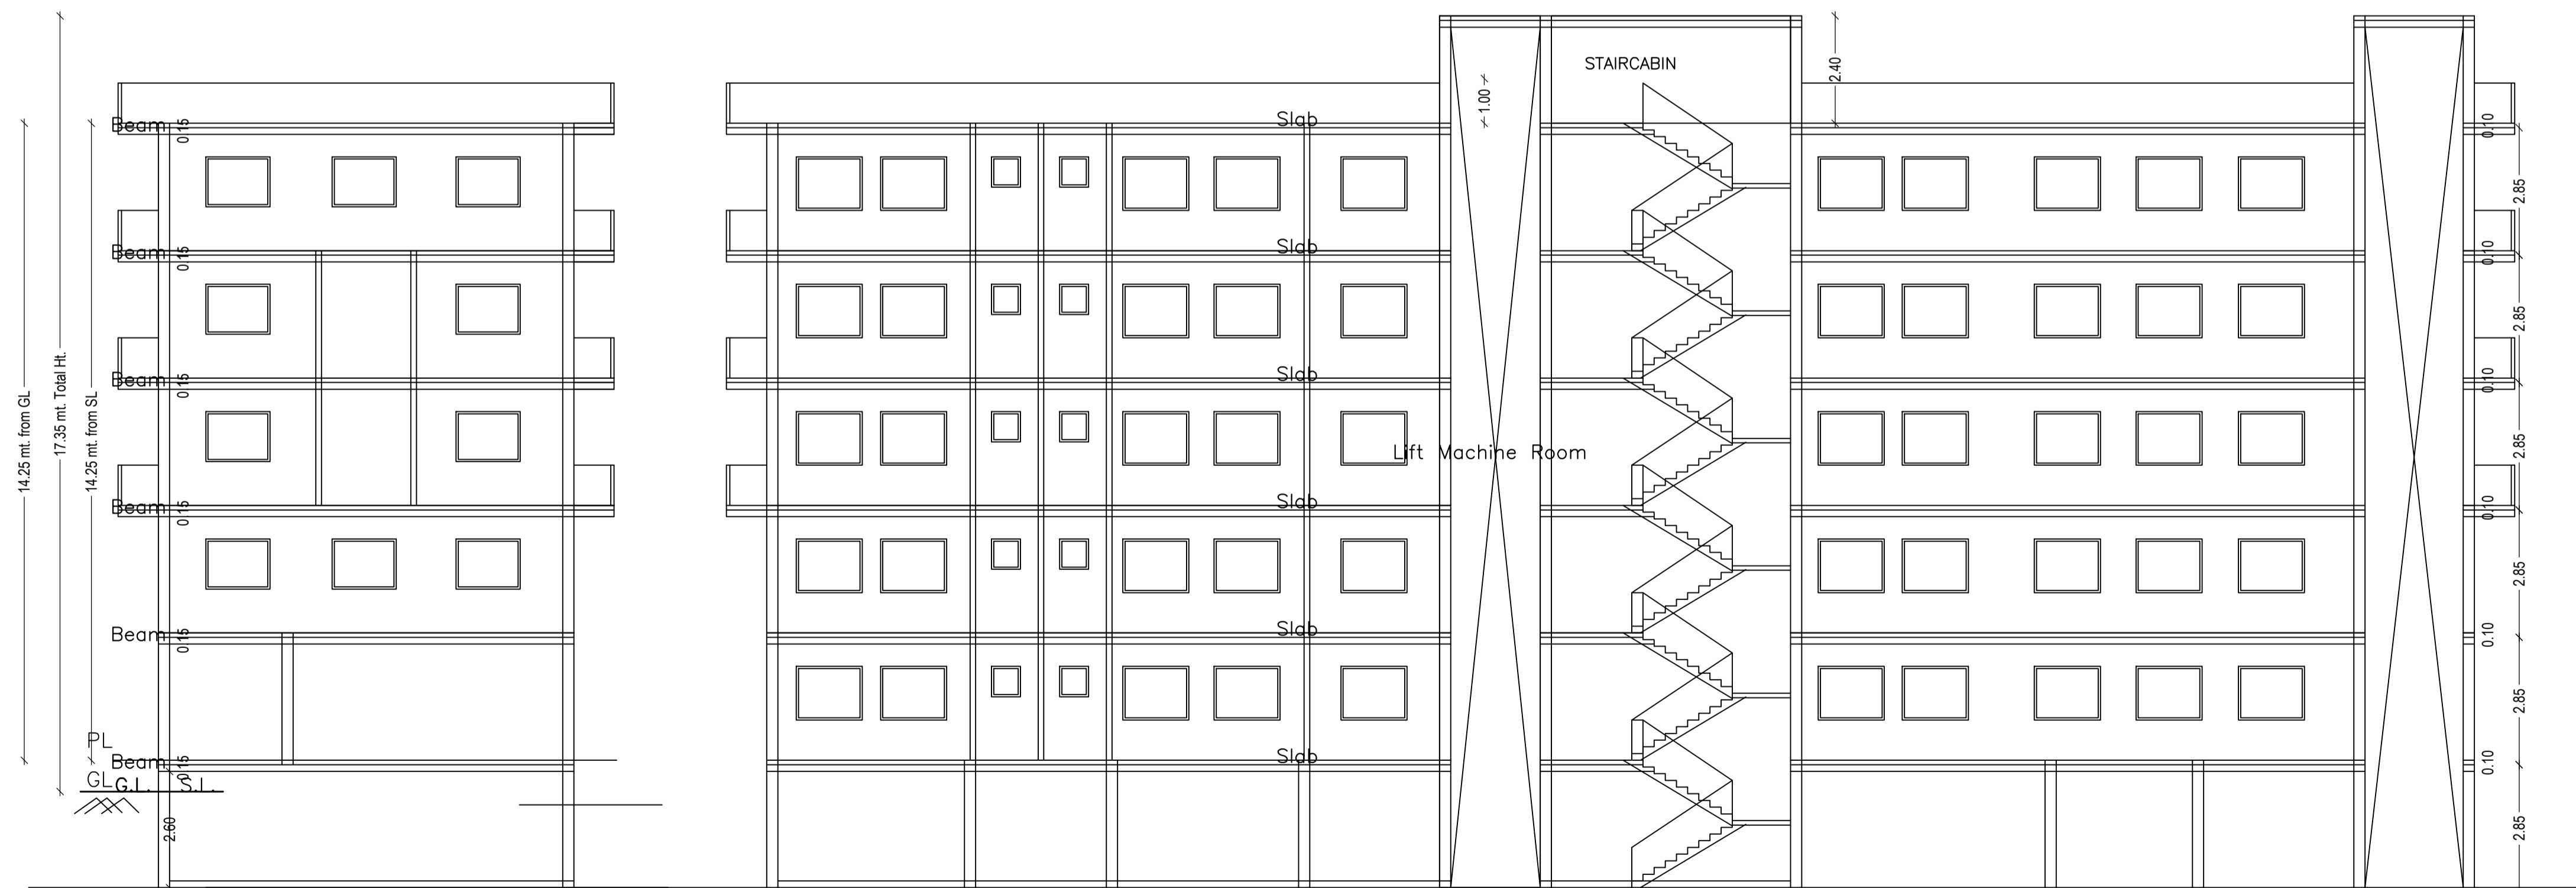 STAIRCABIN
2.40
1.00
Beam
0.15
Slab
0.10
2.85
Beam
0.15
Slab
0.10
2.85
14.25 mt. from GL
17.35 mt. Total Ht.
14.25 mt. from SL
Beam
0.15
Slab
0.10
2.85
Lift Machine Room
Beam
0.15
Slab
0.10
2.85
Beam
0.15
Slab
0.10
2.85
PL
Beam
0.15
Slab
0.10
GL
G.L.
S.L.
2.60
2.85